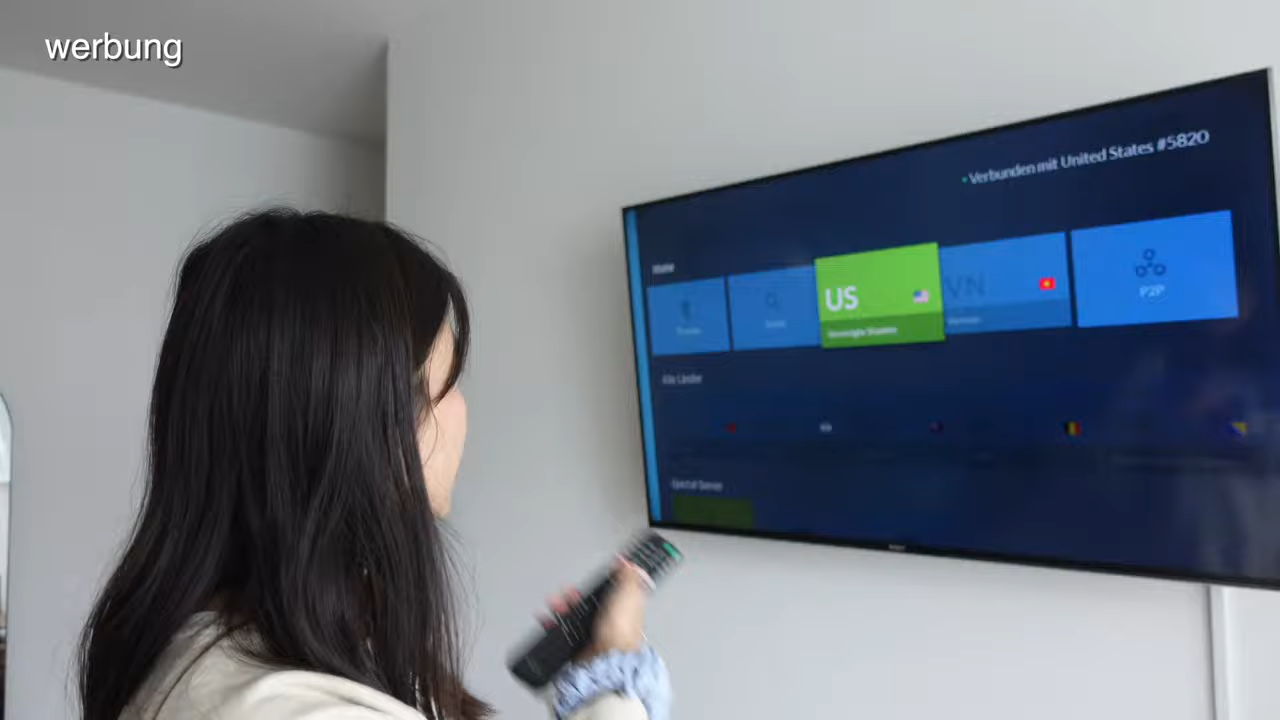 werbung
Verbunden mit United States #5820
Home
US
VN
P2P
Alle Länder